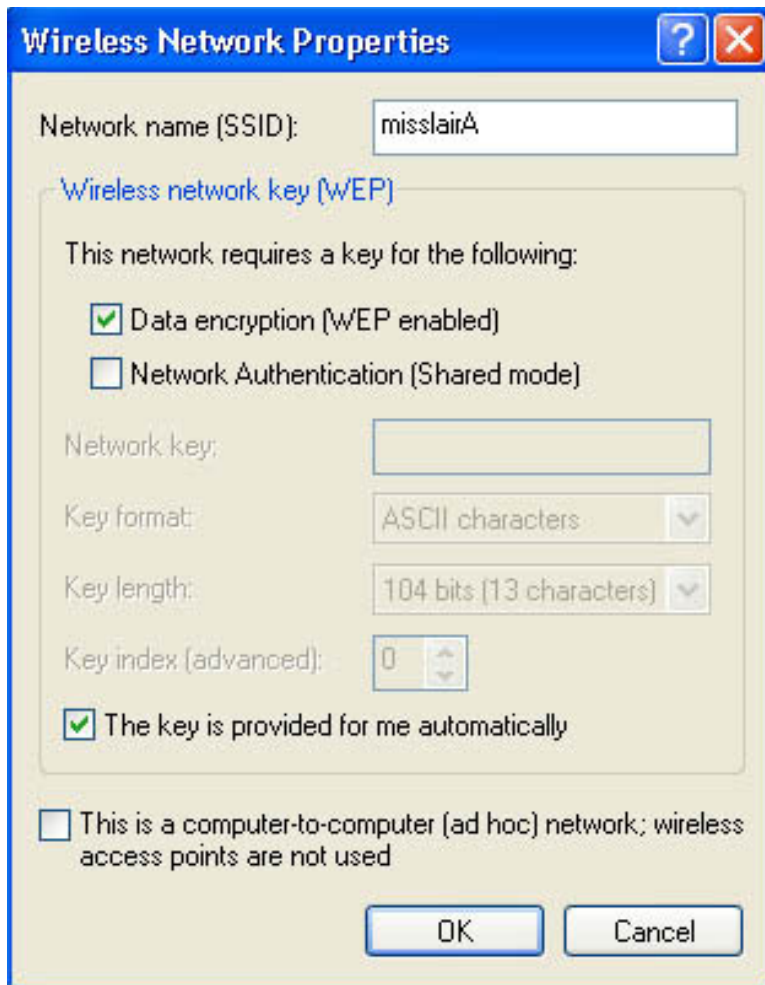 Wireless Network Properties
Network name (SSID): misslairA
Wireless network key (WEP)
This network requires a key for the following:
Data encryption (WEP enabled)
Network Authentication (Shared mode)
Network key:
Key format: ASCII characters
Key length: 104 bits (13 characters)
Key index (advanced): 0
The key is provided for me automatically
This is a computer-to-computer (ad hoc) network; wireless
access points are not used
OK Cancel